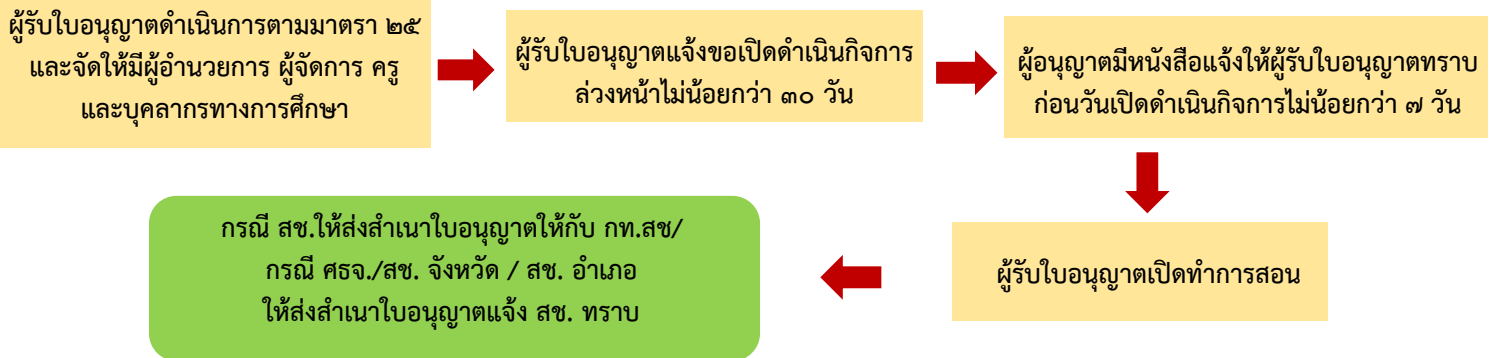 ผู้รับใบอนุญาตดำเนินการตามมาตรา ๒๕
และจัดให้มีผู้อำนวยการ ผู้จัดการ ครู
และบุคลากรทางการศึกษา
ผู้รับใบอนุญาตแจ้งขอเปิดดำเนินกิจการ
ล่วงหน้าไม่น้อยกว่า ๓๐ วัน
ผู้อนุญาตมีหนังสือแจ้งให้ผู้รับใบอนุญาตทราบ
ก่อนวันเปิดดำเนินกิจการไม่น้อยกว่า ๗ วัน
ผู้รับใบอนุญาตเปิดทำการสอน
กรณี สช.ให้ส่งสำเนาใบอนุญาตให้กับ กท.สช/
กรณี ศธจ./สช. จังหวัด / สช. อำเภอ
ให้ส่งสำเนาใบอนุญาตแจ้ง สช. ทราบ